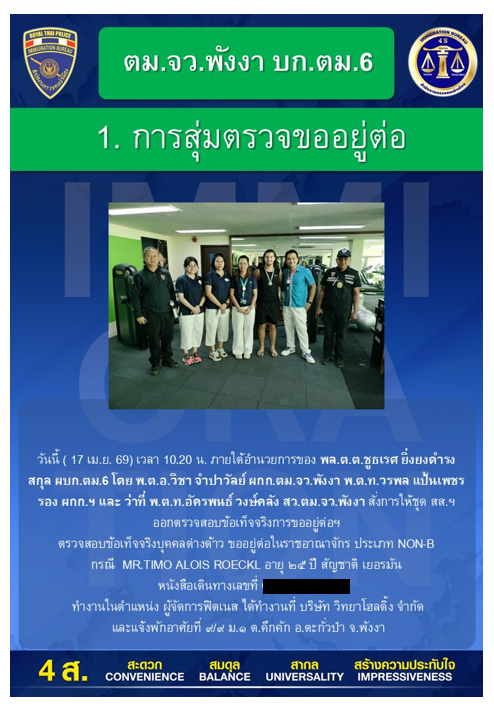 ROYAL THAI POLICE
IMMIGRATION BUREAU
IMMIGRATION BUREAU
4 S
ตม.จว.พังงา บก.ตม.6
1. การสุ่มตรวจขออยู่ต่อ
IMMI
GRA
TION
วันนี้ ( 17 เม.ย. 69) เวลา 10.20 น. ภายใต้อำนวยการของ พล.ต.ต.ชูธเรศ ยิ่งยงดำรง
สกุล ผบก.ตม.6 โดย พ.ต.อ.วิชา จำปาวัลย์ ผกก.ตม.จว.พังงา พ.ต.ท.วรพล แป้นเพชร
รอง ผกก.ฯ และ ว่าที่ พ.ต.ท.อัครพนธ์ วงษ์คลัง สว.ตม.จว.พังงา สั่งการให้ชุด สส.ฯ
ออกตรวจสอบข้อเท็จจริงการขออยู่ต่อฯ
ตรวจสอบข้อเท็จจริงบุคคลต่างด้าว ขออยู่ต่อในราชอาณาจักร ประเภท NON-B
กรณี MR.TIMO ALOIS ROECKL อายุ ๒๕ ปี สัญชาติ เยอรมัน
หนังสือเดินทางเลขที่
ทำงานในตำแหน่ง ผู้จัดการฟิตเนส ได้ทำงานที่ บริษัท วิทยาโฮลดิ้ง จำกัด
และแจ้งพักอาศัยที่ ๙/๙ ม.๑ ต.คึกคัก อ.ตะกั่วป่า จ.พังงา
4 ส. สะดวก สมดุล สากล สร้างความประทับใจ
CONVENIENCE BALANCE UNIVERSALITY IMPRESSIVENESS